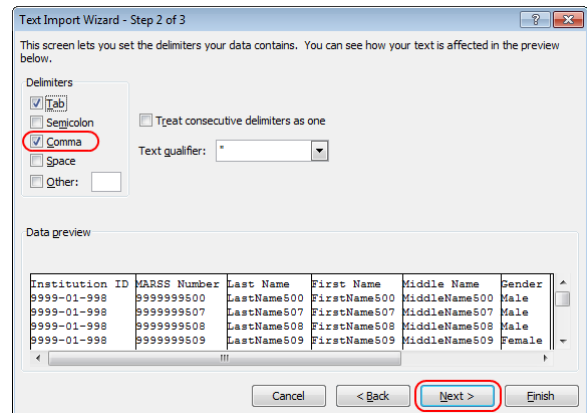 Text Import Wizard - Step 2 of 3
This screen lets you set the delimiters your data contains. You can see how your text is affected in the preview
below.
Delimiters
Tab
Semicolon
Comma
Space
Other:
Treat consecutive delimiters as one
Text qualifier: "
Data preview
Institution ID MARSS Number Last Name First Name Middle Name Gender
9999-01-998 9999999500 LastName500 FirstName500 MiddleName500 Male
9999-01-998 9999999507 LastName507 FirstName507 MiddleName507 Male
9999-01-998 9999999508 LastName508 FirstName508 MiddleName508 Male
9999-01-998 9999999509 LastName509 FirstName509 MiddleName509 Female
Cancel < Back Next > Finish